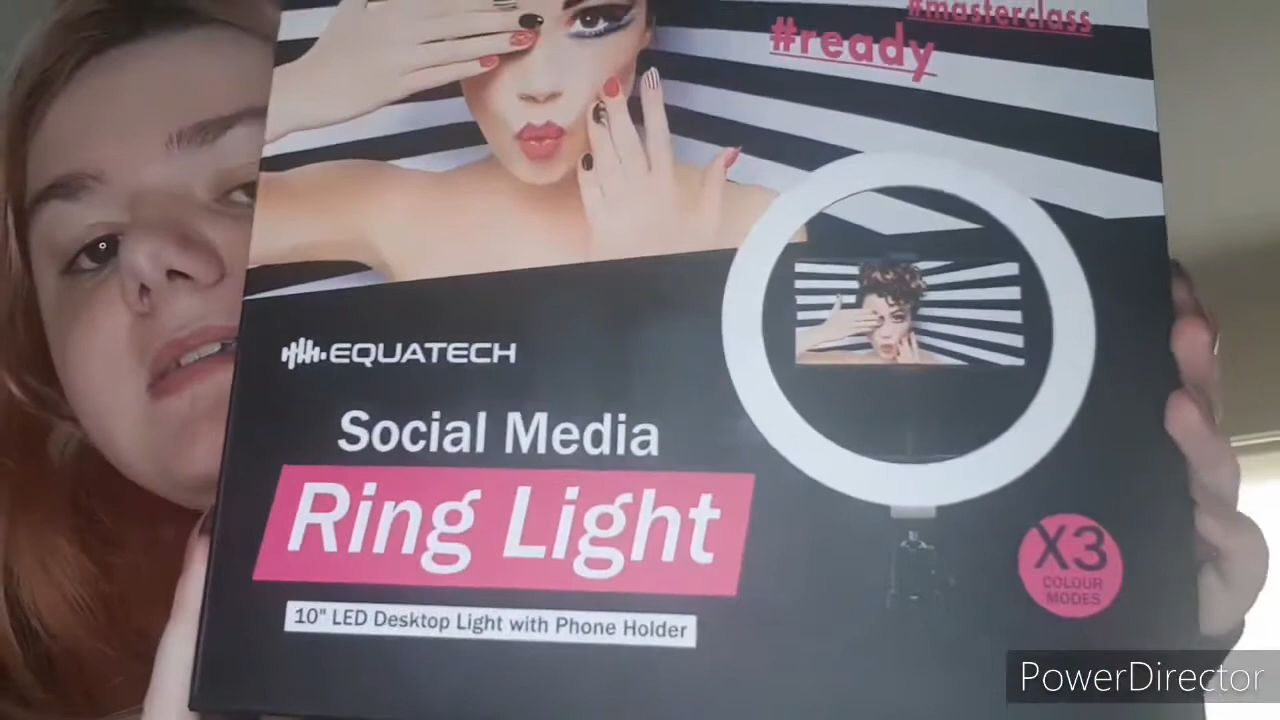 #masterclass
#ready
EQUATECH
Social Media
Ring Light
10" LED Desktop Light with Phone Holder
X3
COLOUR
MODES
PowerDirector